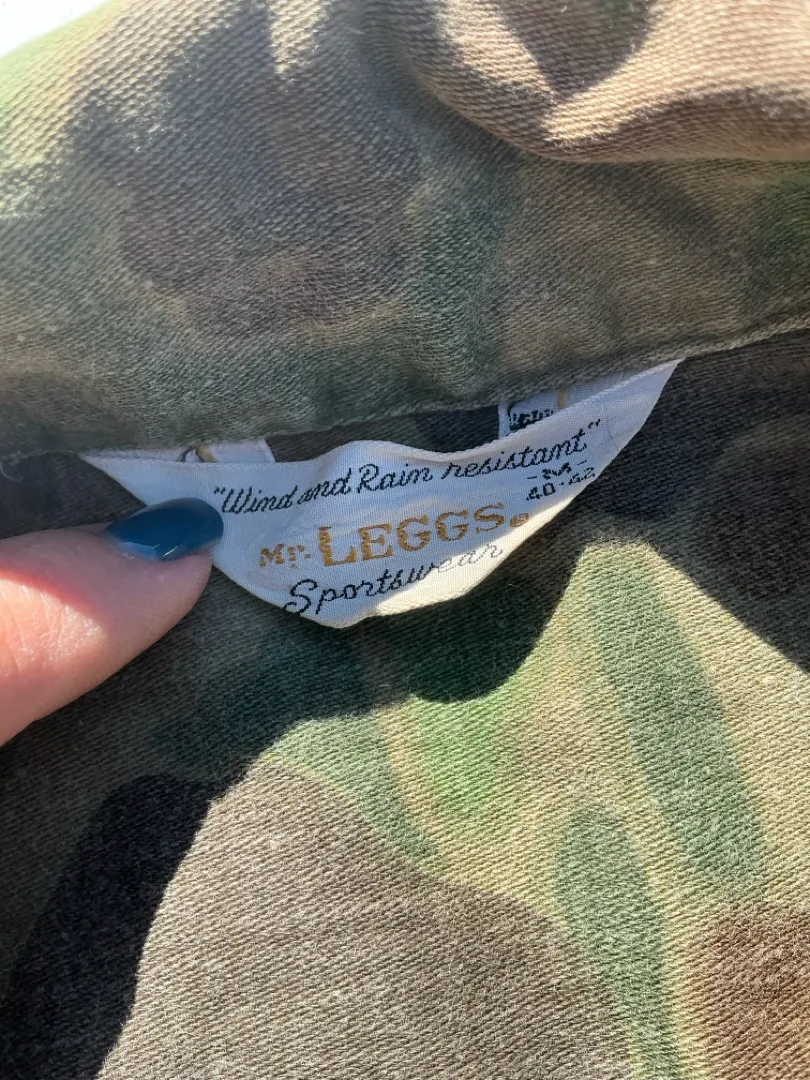 "Wind and Rain resistant"
-M-
40-42
Mr. LEGGS®
Sportswear